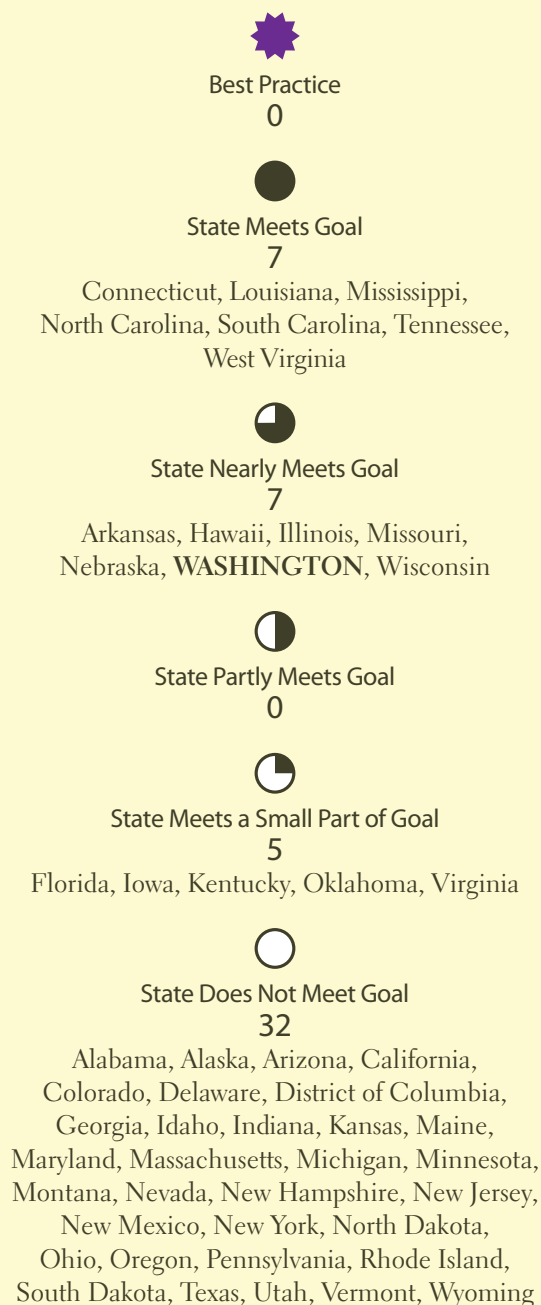 Best Practice
0
State Meets Goal
7
Connecticut, Louisiana, Mississippi,
North Carolina, South Carolina, Tennessee,
West Virginia
State Nearly Meets Goal
7
Arkansas, Hawaii, Illinois, Missouri,
Nebraska, WASHINGTON, Wisconsin
State Partly Meets Goal
0
State Meets a Small Part of Goal
5
Florida, Iowa, Kentucky, Oklahoma, Virginia
State Does Not Meet Goal
32
Alabama, Alaska, Arizona, California,
Colorado, Delaware, District of Columbia,
Georgia, Idaho, Indiana, Kansas, Maine,
Maryland, Massachusetts, Michigan, Minnesota,
Montana, Nevada, New Hampshire, New Jersey,
New Mexico, New York, North Dakota,
Ohio, Oregon, Pennsylvania, Rhode Island,
South Dakota, Texas, Utah, Vermont, Wyoming